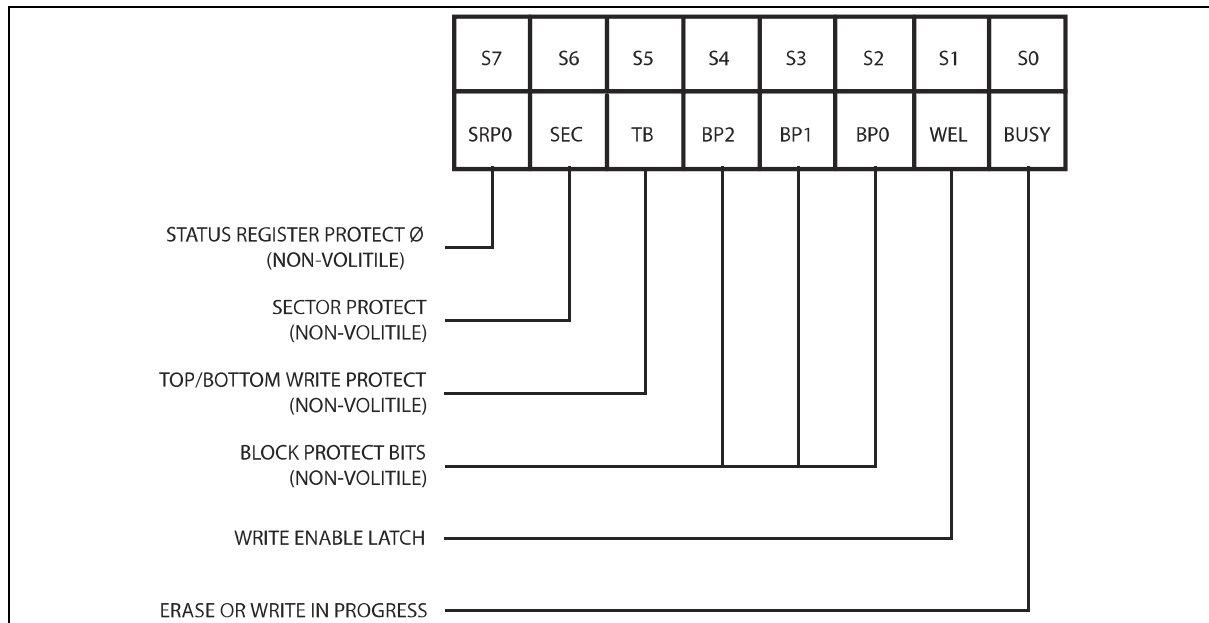 S7 S6 S5 S4 S3 S2 S1 S0
SRP0 SEC TB BP2 BP1 BP0 WEL BUSY
STATUS REGISTER PROTECT Ø
(NON-VOLITILE)
SECTOR PROTECT
(NON-VOLITILE)
TOP/BOTTOM WRITE PROTECT
(NON-VOLITILE)
BLOCK PROTECT BITS
(NON-VOLITILE)
WRITE ENABLE LATCH
ERASE OR WRITE IN PROGRESS